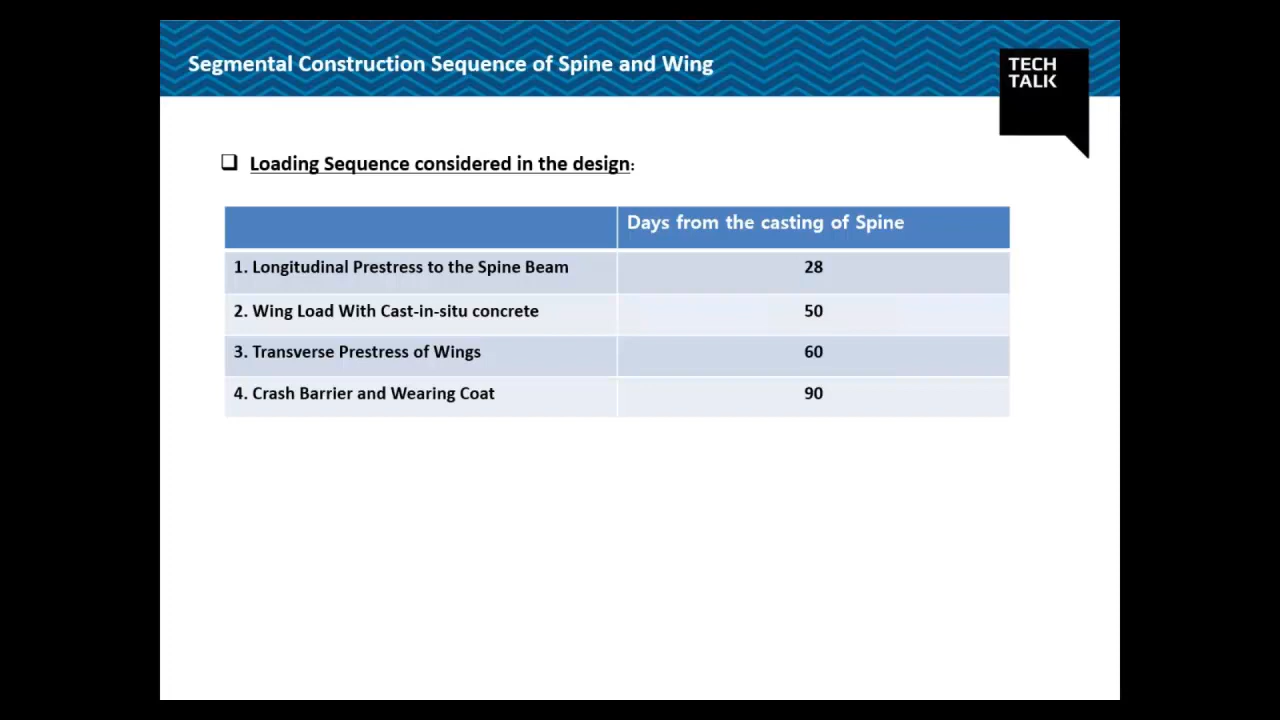 Segmental Construction Sequence of Spine and Wing
TECH
TALK
Loading Sequence considered in the design:
Days from the casting of Spine
1. Longitudinal Prestress to the Spine Beam 28
2. Wing Load With Cast-in-situ concrete 50
3. Transverse Prestress of Wings 60
4. Crash Barrier and Wearing Coat 90